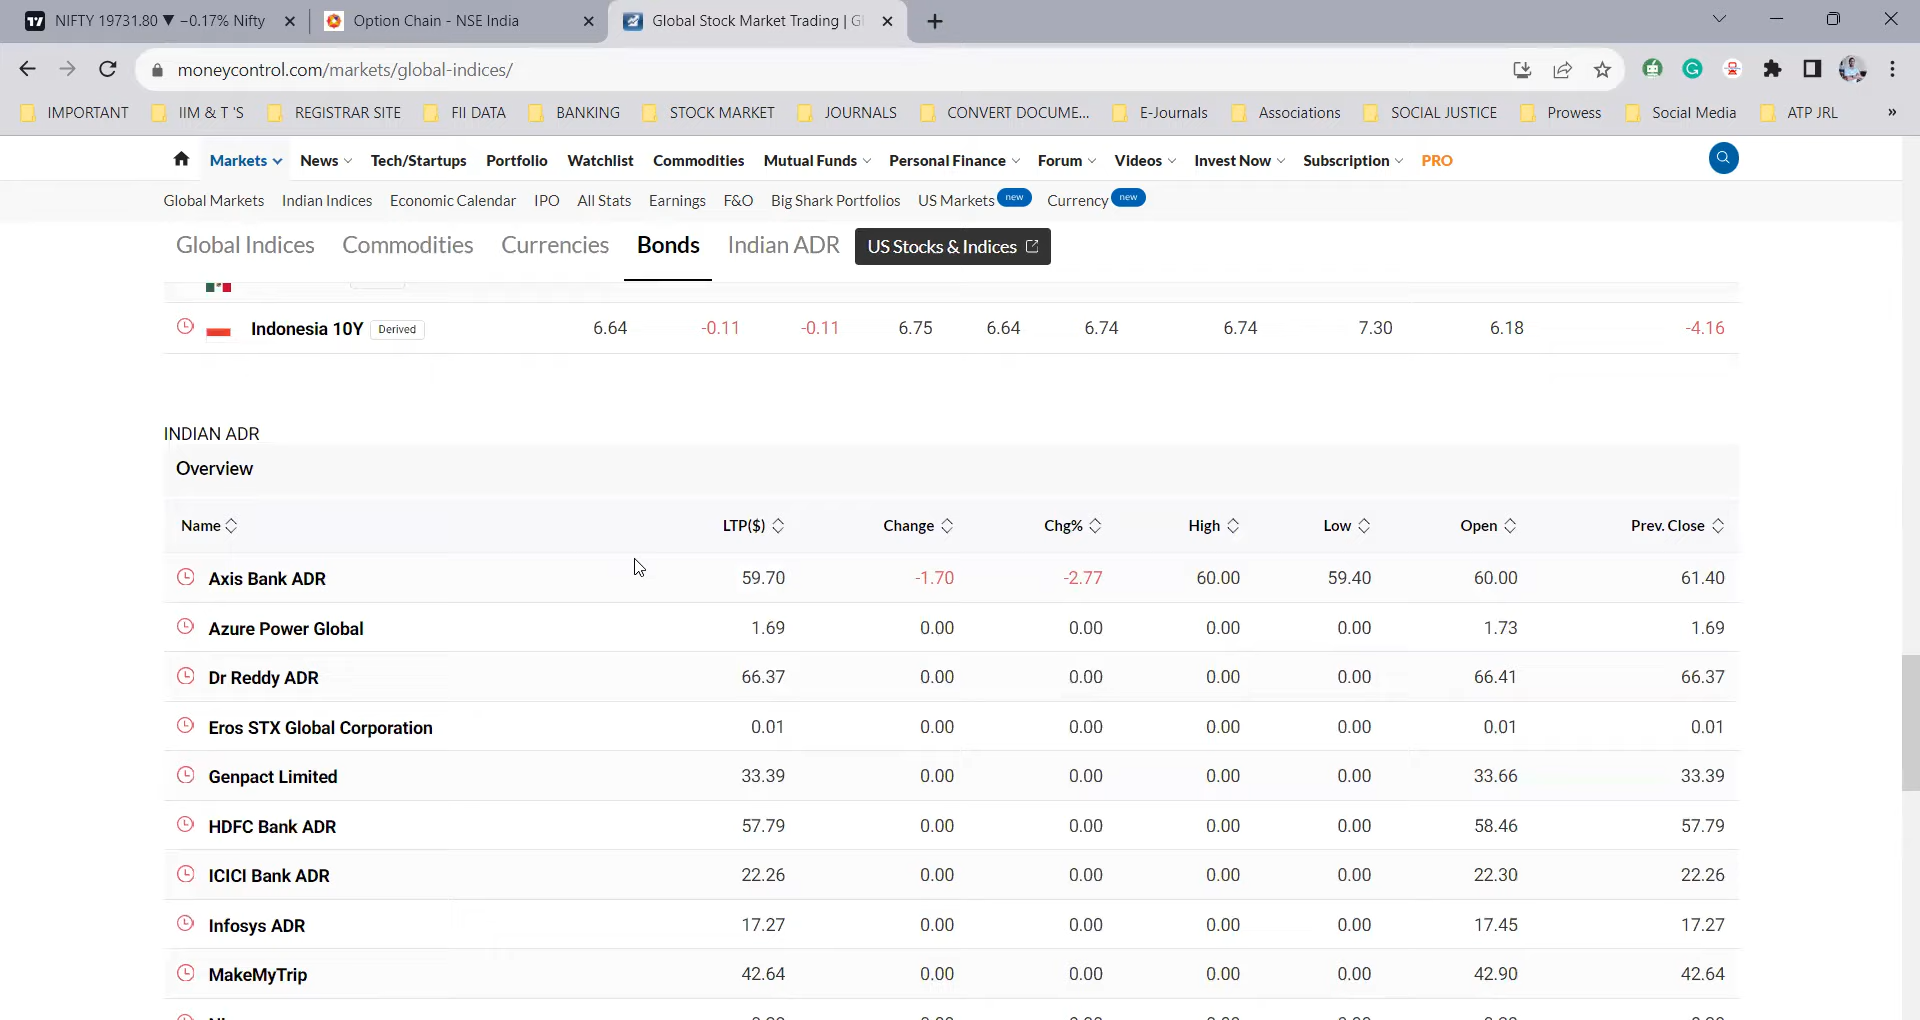 NIFTY 19731.80 ▼ −0.17% Nifty
Option Chain - NSE India
Global Stock Market Trading | Gl
moneycontrol.com/markets/global-indices/
IMPORTANT IIM & T 'S REGISTRAR SITE FII DATA BANKING STOCK MARKET JOURNALS CONVERT DOCUME... E-Journals Associations SOCIAL JUSTICE Prowess Social Media ATP JRL »
Markets News Tech/Startups Portfolio Watchlist Commodities Mutual Funds Personal Finance Forum Videos Invest Now Subscription PRO
Global Markets Indian Indices Economic Calendar IPO All Stats Earnings F&O Big Shark Portfolios US Markets new Currency new
Global Indices Commodities Currencies Bonds Indian ADR US Stocks & Indices
Indonesia 10Y Derived 6.64 -0.11 -0.11 6.75 6.64 6.74 6.74 7.30 6.18 -4.16
INDIAN ADR
Overview
Name LTP($) Change Chg% High Low Open Prev. Close
Axis Bank ADR 59.70 -1.70 -2.77 60.00 59.40 60.00 61.40
Azure Power Global 1.69 0.00 0.00 0.00 0.00 1.73 1.69
Dr Reddy ADR 66.37 0.00 0.00 0.00 0.00 66.41 66.37
Eros STX Global Corporation 0.01 0.00 0.00 0.00 0.00 0.01 0.01
Genpact Limited 33.39 0.00 0.00 0.00 0.00 33.66 33.39
HDFC Bank ADR 57.79 0.00 0.00 0.00 0.00 58.46 57.79
ICICI Bank ADR 22.26 0.00 0.00 0.00 0.00 22.30 22.26
Infosys ADR 17.27 0.00 0.00 0.00 0.00 17.45 17.27
MakeMyTrip 42.64 0.00 0.00 0.00 0.00 42.90 42.64